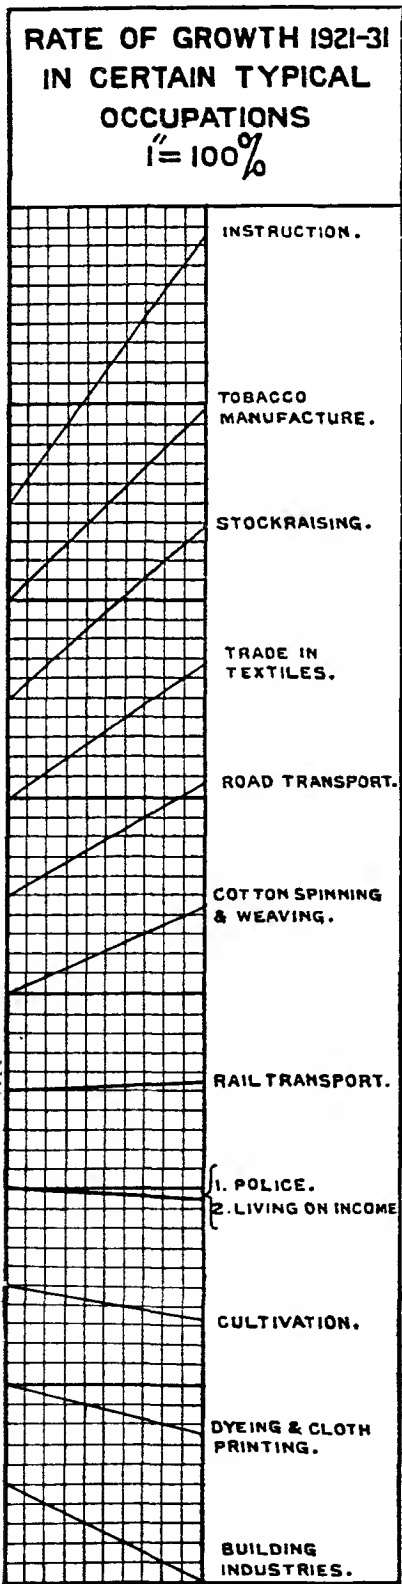 RATE OF GROWTH 1921-31
IN CERTAIN TYPICAL
OCCUPATIONS
1"= 100%
INSTRUCTION.
TOBACCO
MANUFACTURE.
STOCKRAISING.
TRADE IN
TEXTILES.
ROAD TRANSPORT.
COTTON SPINNING
& WEAVING.
RAIL TRANSPORT.
1. POLICE.
2. LIVING ON INCOME
CULTIVATION.
DYEING & CLOTH
PRINTING.
BUILDING
INDUSTRIES.